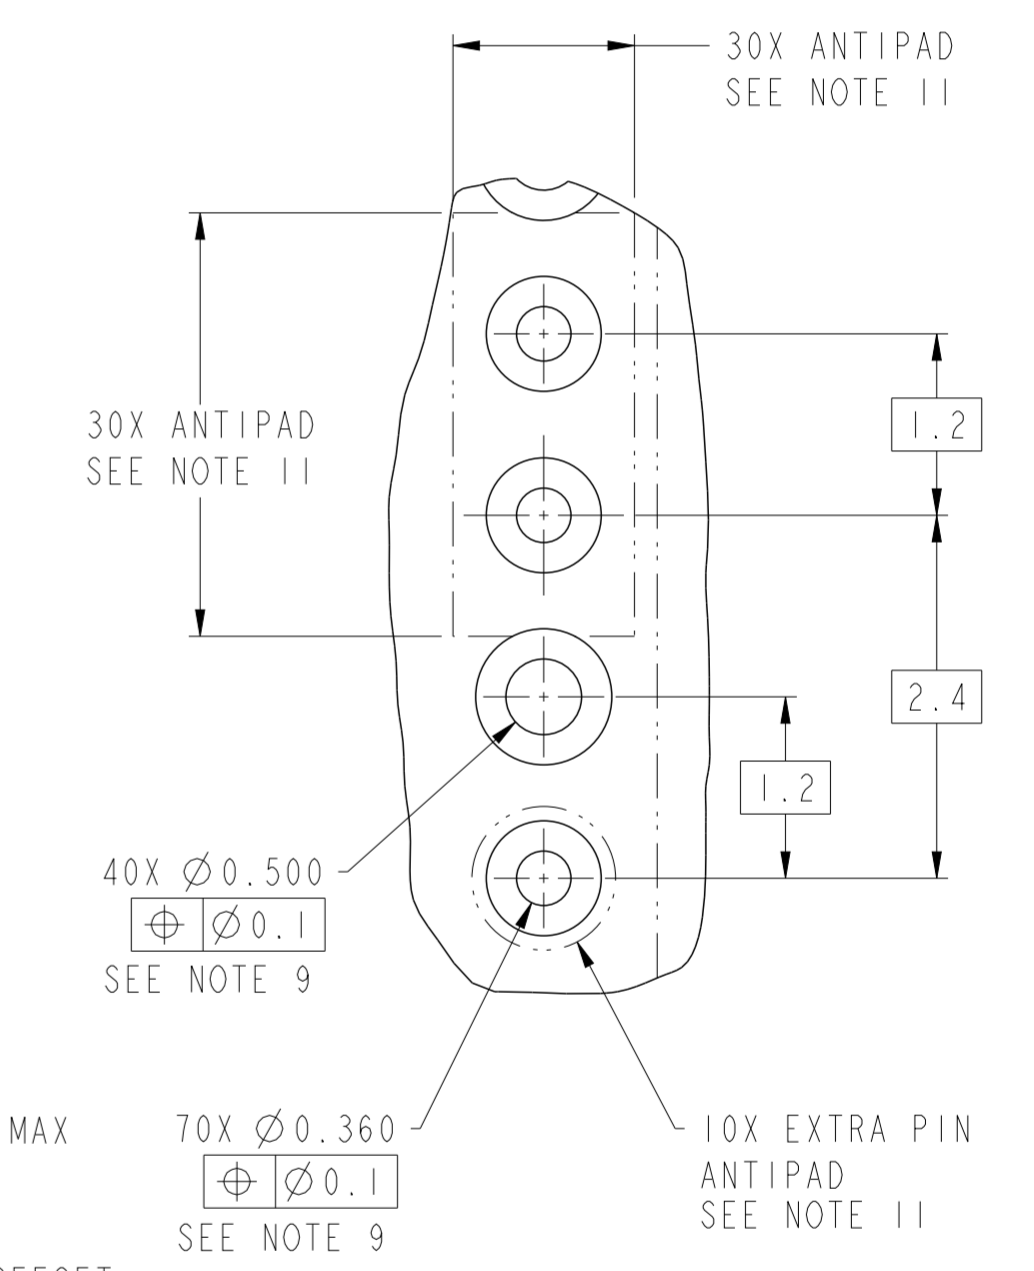 30X ANTIPAD
SEE NOTE 11
30X ANTIPAD
SEE NOTE 11
1.2
2.4
1.2
40X Ø0.500
⌖ Ø0.1
SEE NOTE 9
MAX
70X Ø0.360
⌖ Ø0.1
SEE NOTE 9
10X EXTRA PIN
ANTIPAD
SEE NOTE 11